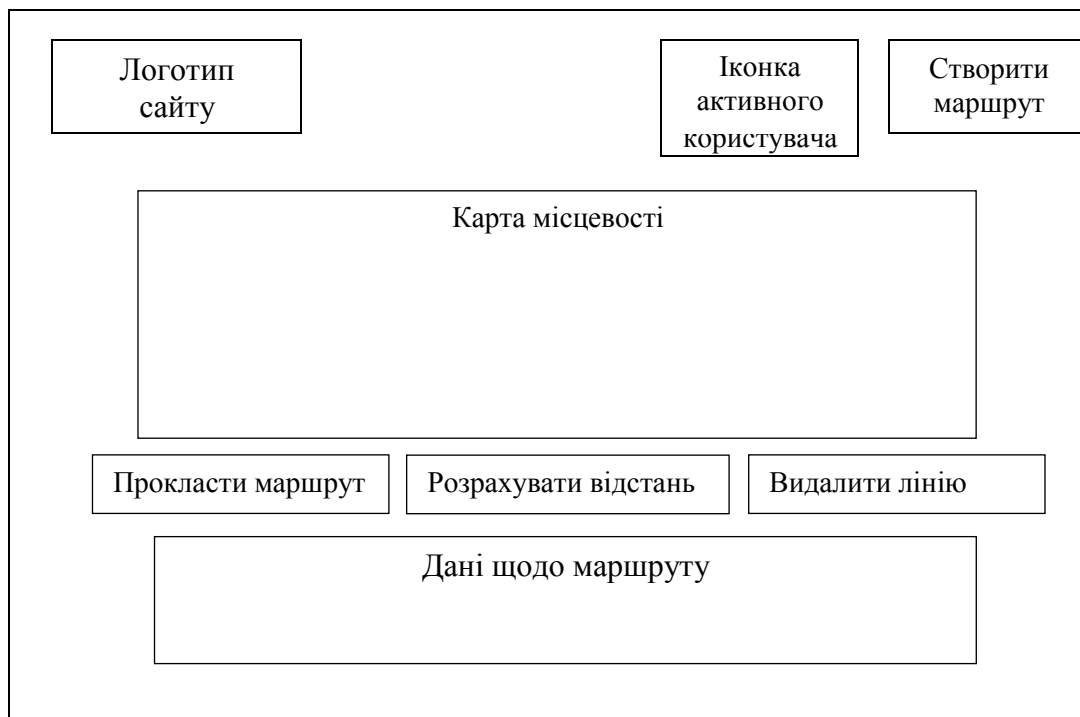 Логотип
сайту
Іконка
активного
користувача
Створити
маршрут
Карта місцевості
Прокласти маршрут
Розрахувати відстань
Видалити лінію
Дані щодо маршруту